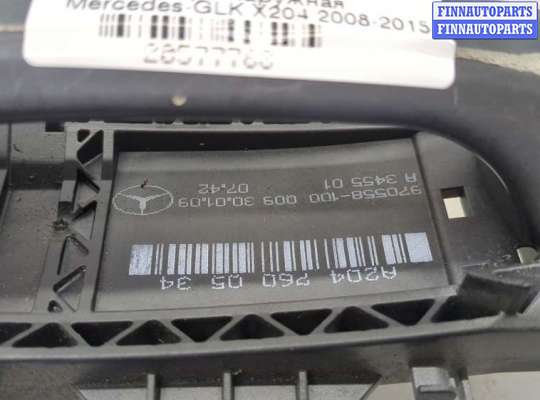 FINNAUTOPARTS
FINNAUTOPARTS
Mercedes GLK X204 2008-2015
970558-100 009 30.01.09
A 3455 01 07:42
A204 760 05 34